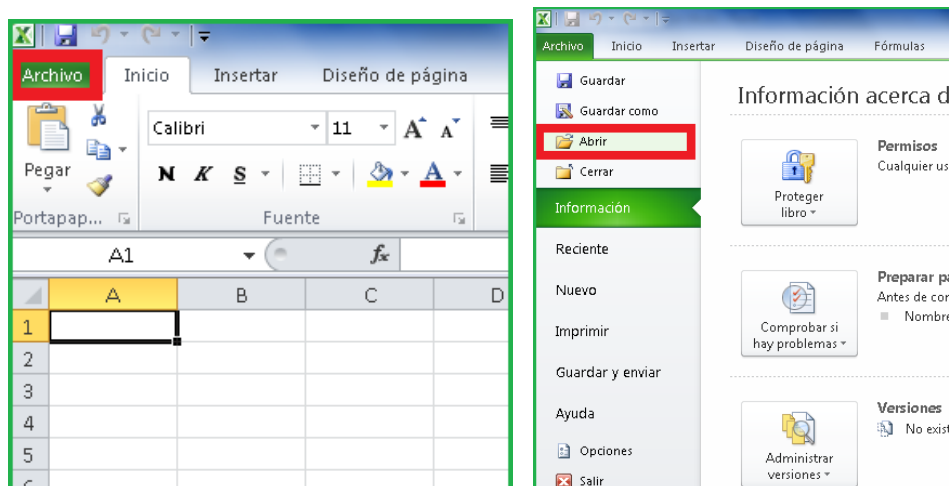 Archivo Inicio Insertar Diseño de página
Calibri 11 A A
Pegar N K S A
Portapap... Fuente
A1 fx
A B C D
1
2
3
4
5
Archivo Inicio Insertar Diseño de página Fórmulas
Guardar
Guardar como
Abrir
Cerrar
Información
Reciente
Nuevo
Imprimir
Guardar y enviar
Ayuda
Opciones
Salir
Información acerca d
Proteger
libro
Permisos
Cualquier us
Comprobar si
hay problemas
Preparar pa
Antes de cor
Nombre
Administrar
versiones
Versiones
No exist